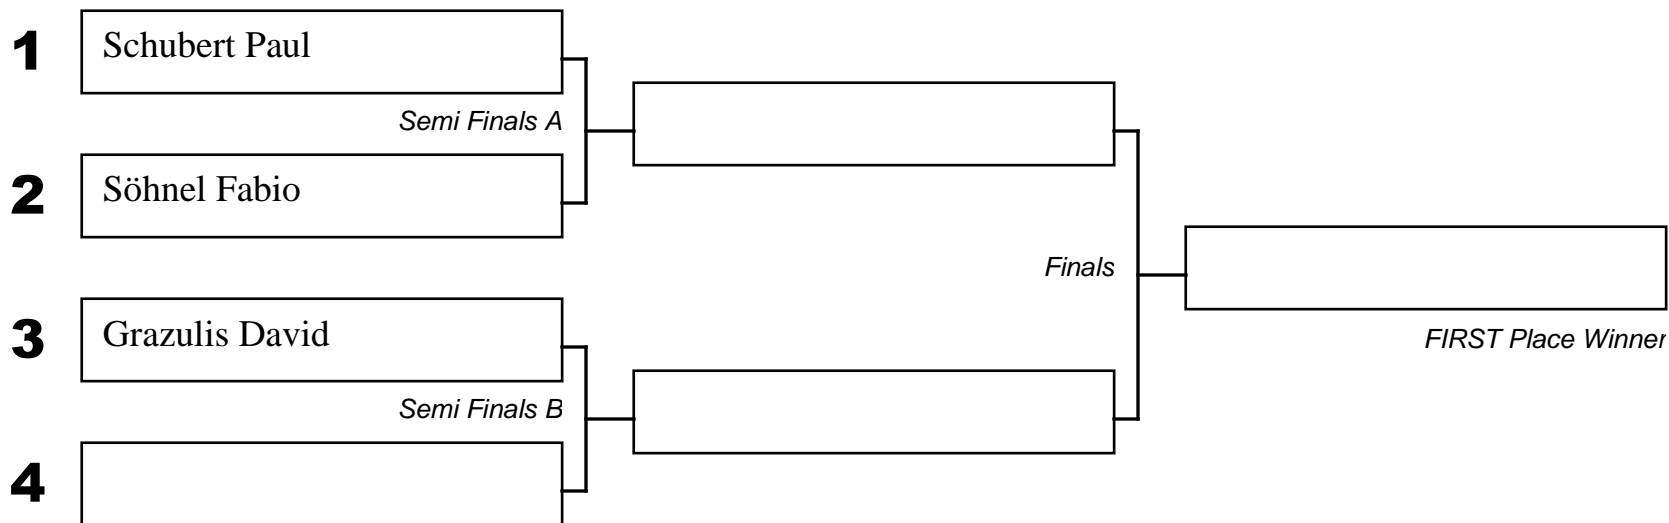 1 Schubert Paul
Semi Finals A
2 Söhnel Fabio
Finals
3 Grazulis David
FIRST Place Winner
Semi Finals B
4